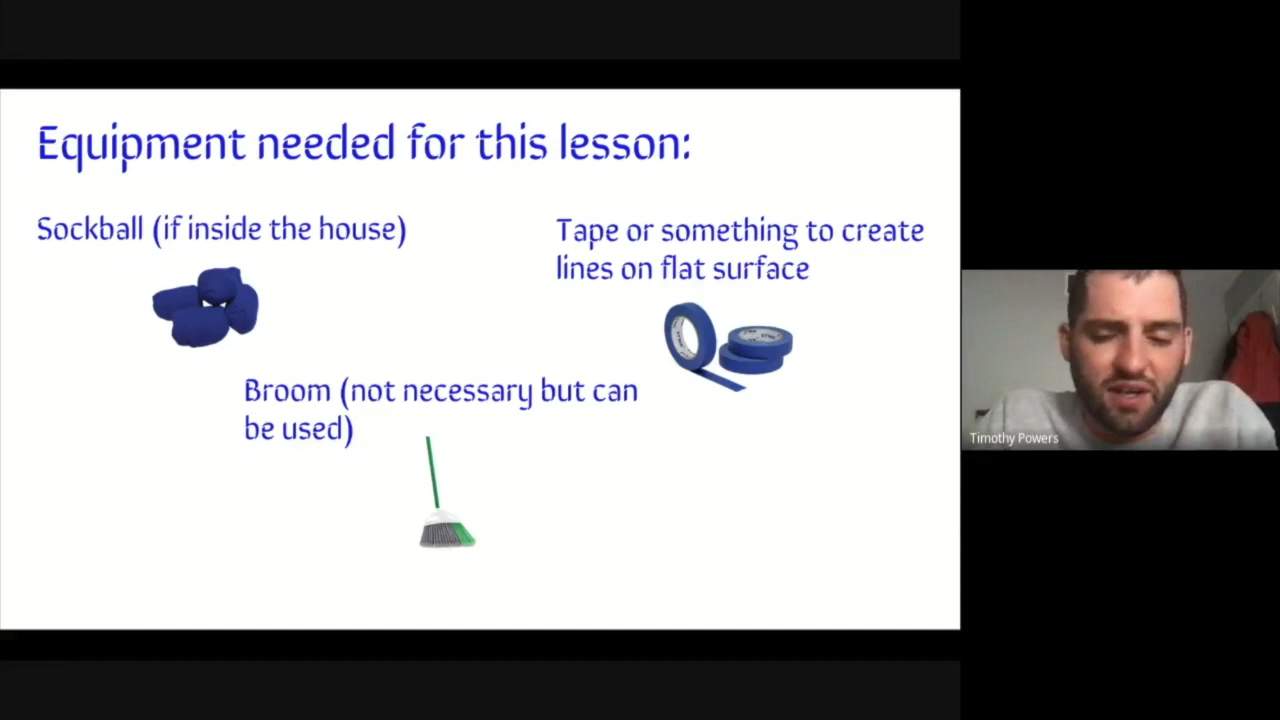 Equipment needed for this lesson:
Sockball (if inside the house)
Tape or something to create
lines on flat surface
Broom (not necessary but can
be used)
Timothy Powers